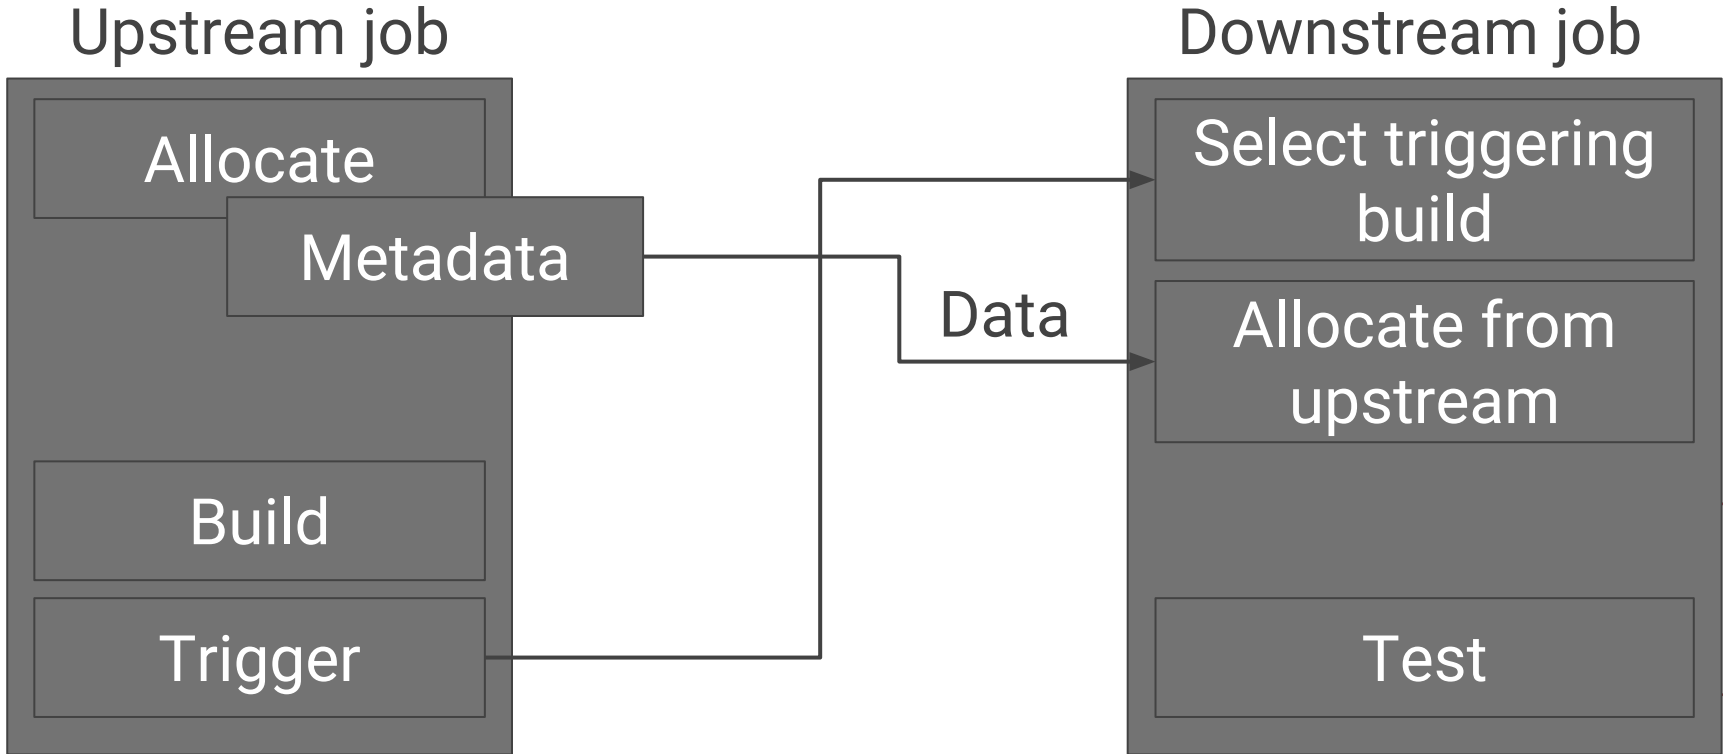 Upstream job
Allocate
Metadata
Build
Trigger
Data
Downstream job
Select triggering
build
Allocate from
upstream
Test